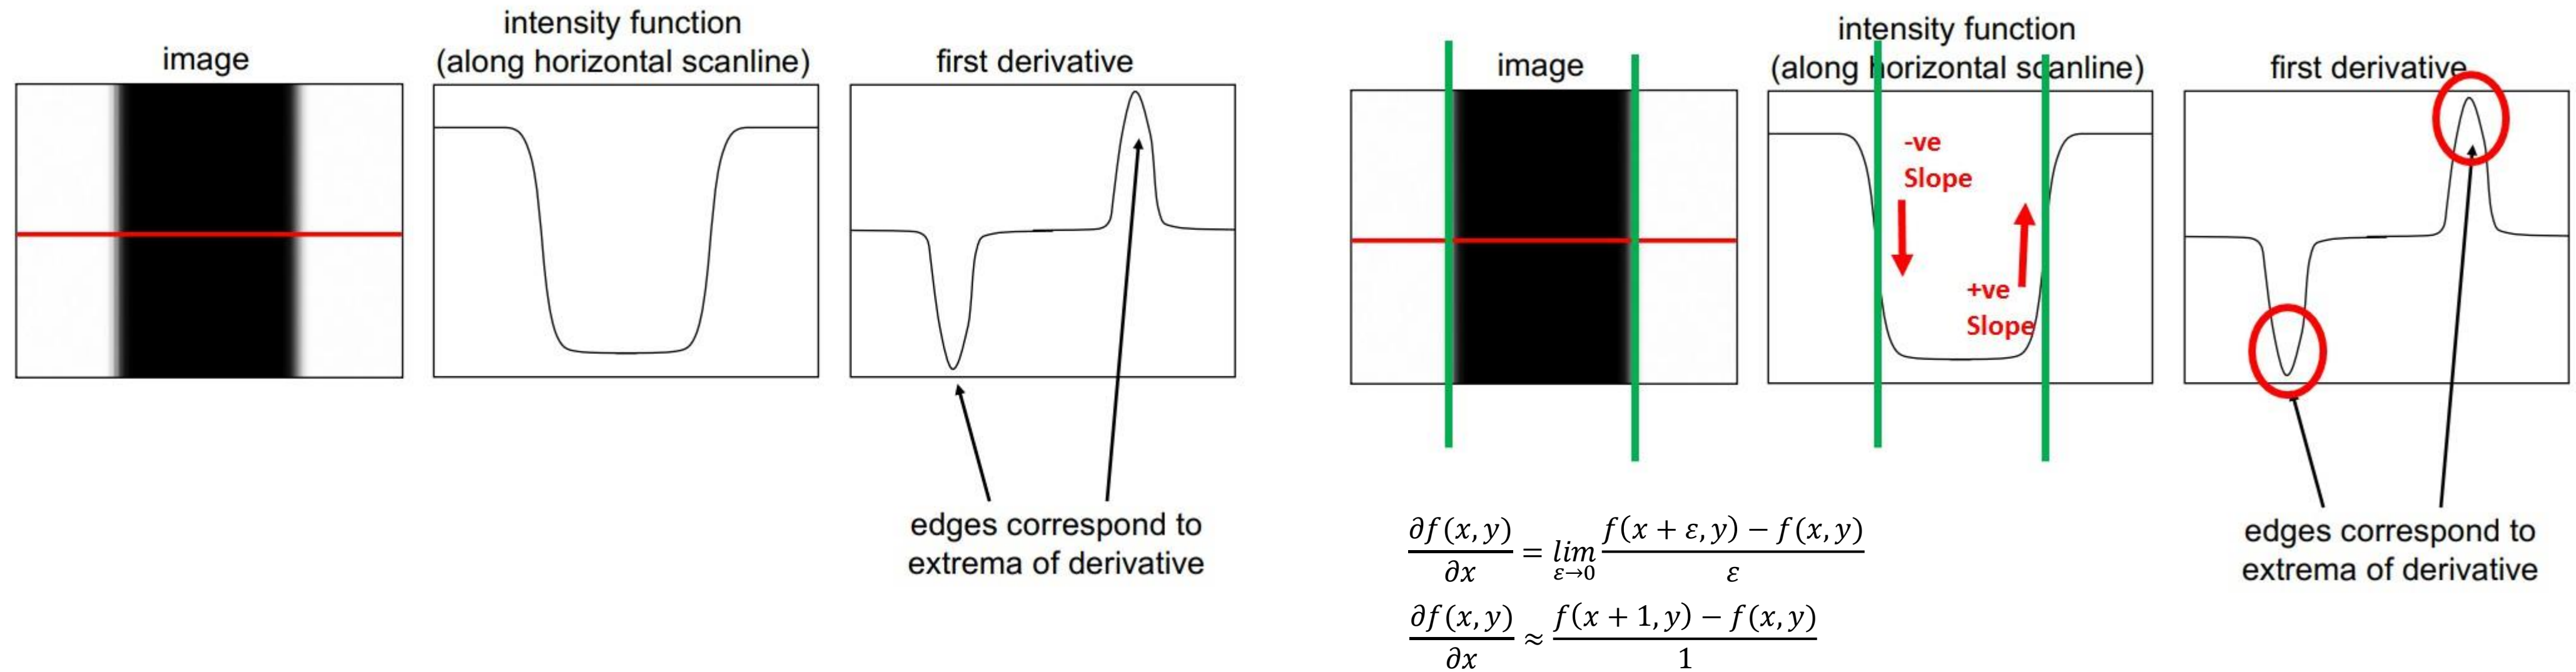 image
intensity function
(along horizontal scanline)
first derivative
edges correspond to
extrema of derivative
image
intensity function
(along horizontal scanline)
first derivative
-ve
Slope
+ve
Slope
edges correspond to
extrema of derivative
∂f(x,y)/∂x = lim ε→0 f(x + ε,y) − f(x,y)/ε
∂f(x,y)/∂x ≈ f(x + 1,y) − f(x,y)/1